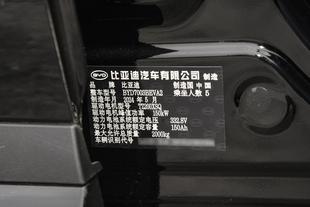 BYD 比亚迪汽车有限公司 制造
品牌 比亚迪 制造国 中国
整车型号 BYD7003BEVA2 乘坐人数 5
制造年月 2024 年 5 月
驱动电机型号 TZ200XSQ
驱动电机峰值功率 150kW
动力电池系统额定电压 332.8V
动力电池系统额定容量 150Ah
最大允许总质量 2000kg
车辆识别代号